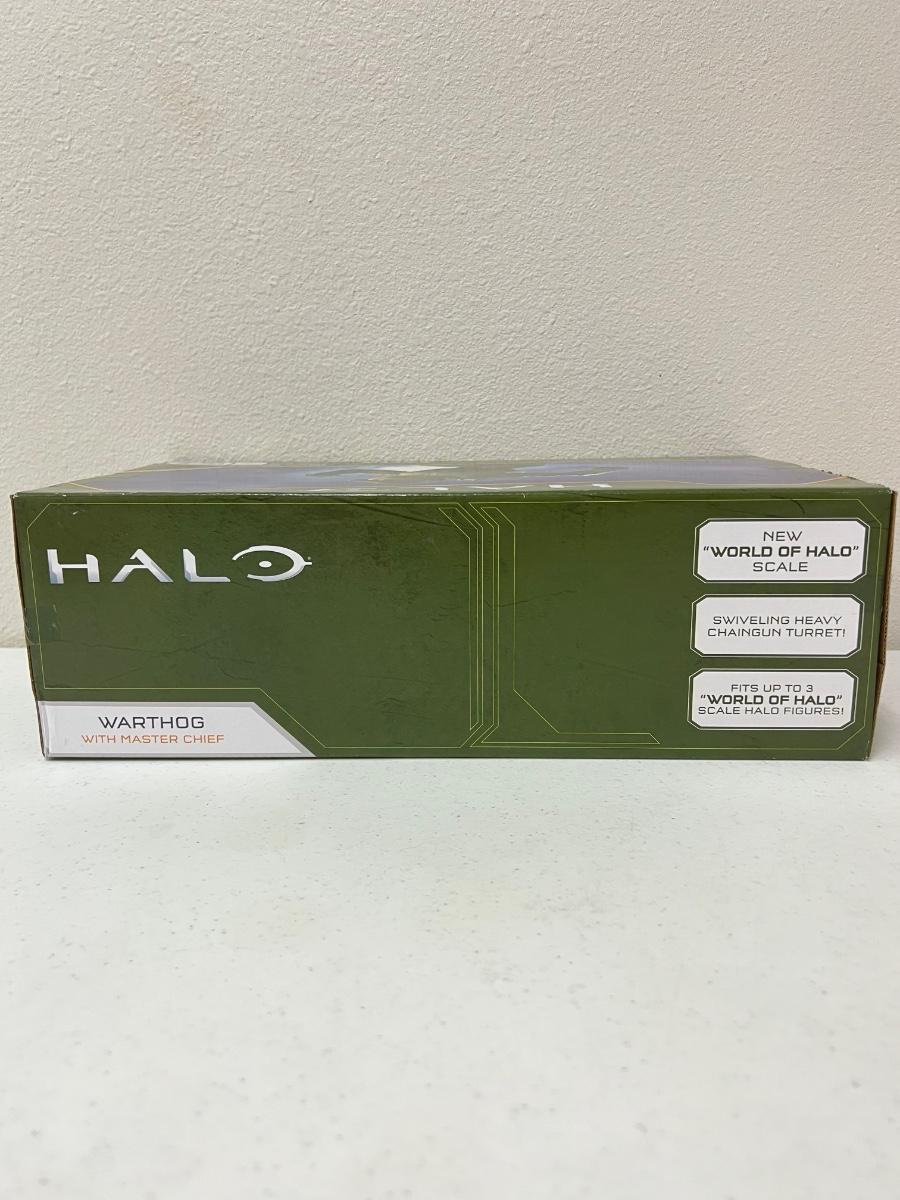 HALO
WARTHOG
WITH MASTER CHIEF
NEW
"WORLD OF HALO"
SCALE
SWIVELING HEAVY
CHAINGUN TURRET!
FITS UP TO 3
"WORLD OF HALO"
SCALE HALO FIGURES!